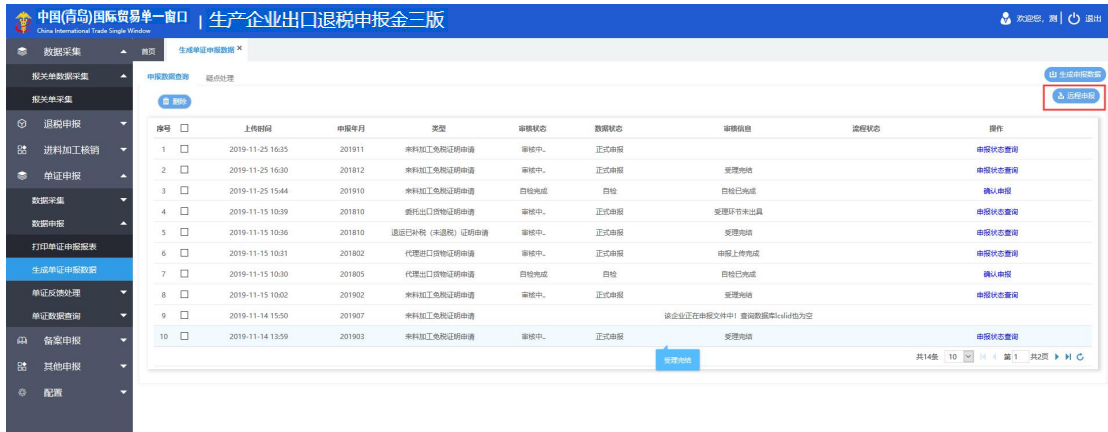 中国(青岛)国际贸易单一窗口 | 生产企业出口退税申报金三版
China International Trade Single Window
欢迎您, 测 | 退出
数据采集
首页 生成单证申报数据 ×
报关单数据采集
申报数据查询 疑点处理
生成申报数据
报关单采集
删除
远程申报
退税申报
序号 上传时间 申报年月 类型 审核状态 数据状态 审核信息 流程状态 操作
进料加工核销
1 2019-11-25 16:35 201911 来料加工免税证明申请 审核中.. 正式申报 申报状态查询
单证申报
2 2019-11-25 16:30 201812 来料加工免税证明申请 审核中.. 正式申报 受理完结 申报状态查询
数据采集
3 2019-11-25 15:44 201910 来料加工免税证明申请 自检完成 自检 自检已完成 确认申报
数据申报
4 2019-11-15 10:39 201810 委托出口货物证明申请 审核中.. 正式申报 受理环节未出具 申报状态查询
打印单证申报报表
5 2019-11-15 10:36 201810 退运已补税（未退税）证明申请 审核中.. 正式申报 受理完结 申报状态查询
6 2019-11-15 10:31 201802 代理进口货物证明申请 审核中.. 正式申报 申报上传完成 申报状态查询
生成单证申报数据
7 2019-11-15 10:30 201805 代理出口货物证明申请 自检完成 自检 自检已完成 确认申报
单证反馈处理
8 2019-11-15 10:02 201902 来料加工免税证明申请 审核中.. 正式申报 受理完结 申报状态查询
单证数据查询
9 2019-11-14 15:50 201907 来料加工免税证明申请 该企业正在申报文件中！查询数据库lcslid也为空
备案申报
10 2019-11-14 13:59 201903 来料加工免税证明申请 审核中.. 正式申报 受理完结 申报状态查询
受理完结
共14条 10 第 1 共2页
其他申报
配置